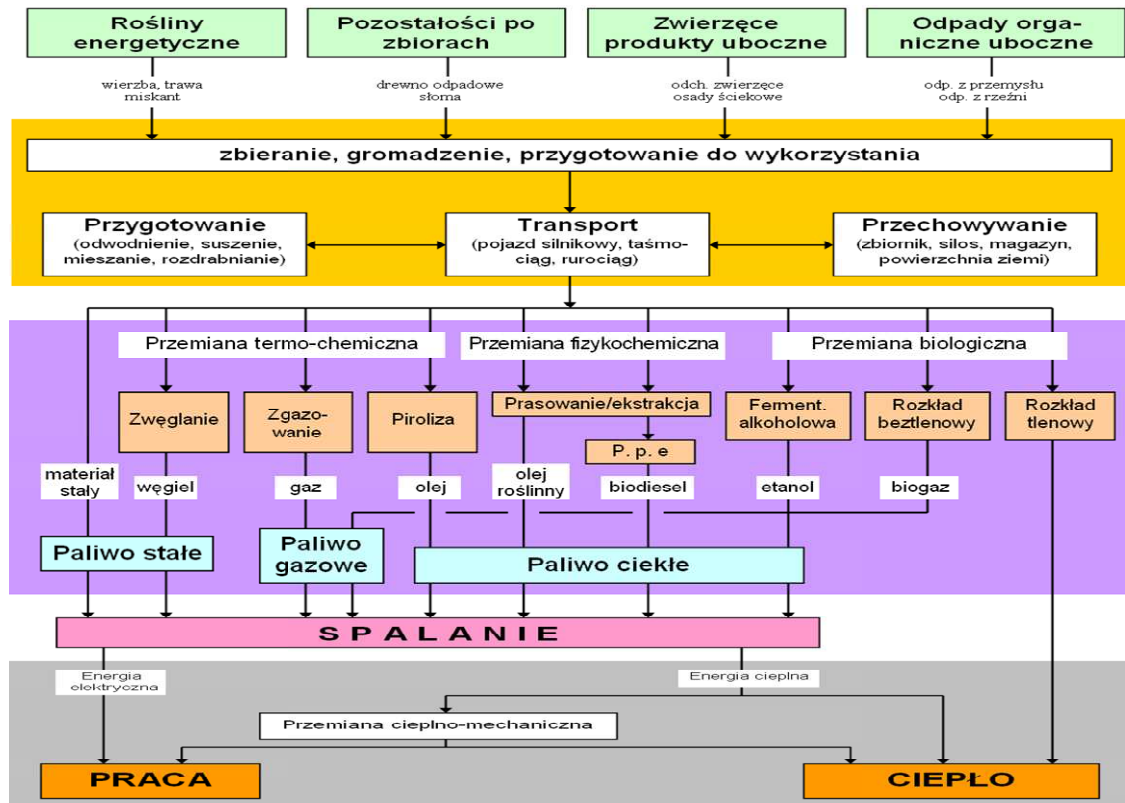 Rośliny
energetyczne
Pozostałości po
zbiorach
Zwierzęce
produkty uboczne
Odpady orga-
niczne uboczne
wierzba, trawa
miskant
drewno odpadowe
słoma
odch. zwierzęce
osady ściekowe
odp. z przemysłu
odp. z rzeźni
zbieranie, gromadzenie, przygotowanie do wykorzystania
Przygotowanie
(odwodnienie, suszenie,
mieszanie, rozdrabnianie)
Transport
(pojazd silnikowy, taśmo-
ciąg, rurociąg)
Przechowywanie
(zbiornik, silos, magazyn,
powierzchnia ziemi)
Przemiana termo-chemiczna
Przemiana fizykochemiczna
Przemiana biologiczna
Zwęglanie
Zgazo-
wanie
Piroliza
Prasowanie/ekstrakcja
P. p. e
Ferment.
alkoholowa
Rozkład
beztlenowy
Rozkład
tlenowy
materiał
stały
węgiel
gaz
olej
olej
roślinny
biodiesel
etanol
biogaz
Paliwo stałe
Paliwo
gazowe
Paliwo ciekłe
SPALANIE
Energia
elektryczna
Energia cieplna
Przemiana cieplno-mechaniczna
PRACA
CIEPŁO